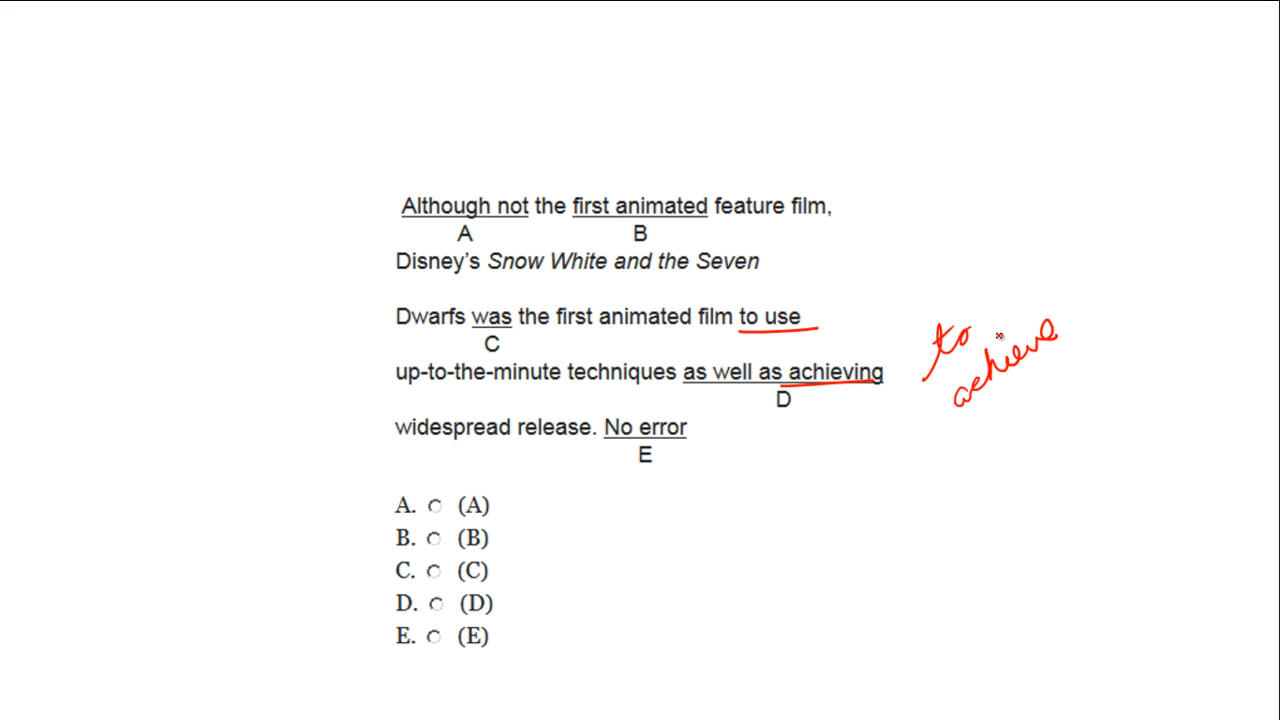 Although not the first animated feature film,
A B
Disney’s Snow White and the Seven
Dwarfs was the first animated film to use
C
up-to-the-minute techniques as well as achieving
D
widespread release. No error
E
to
achieve
A. (A)
B. (B)
C. (C)
D. (D)
E. (E)